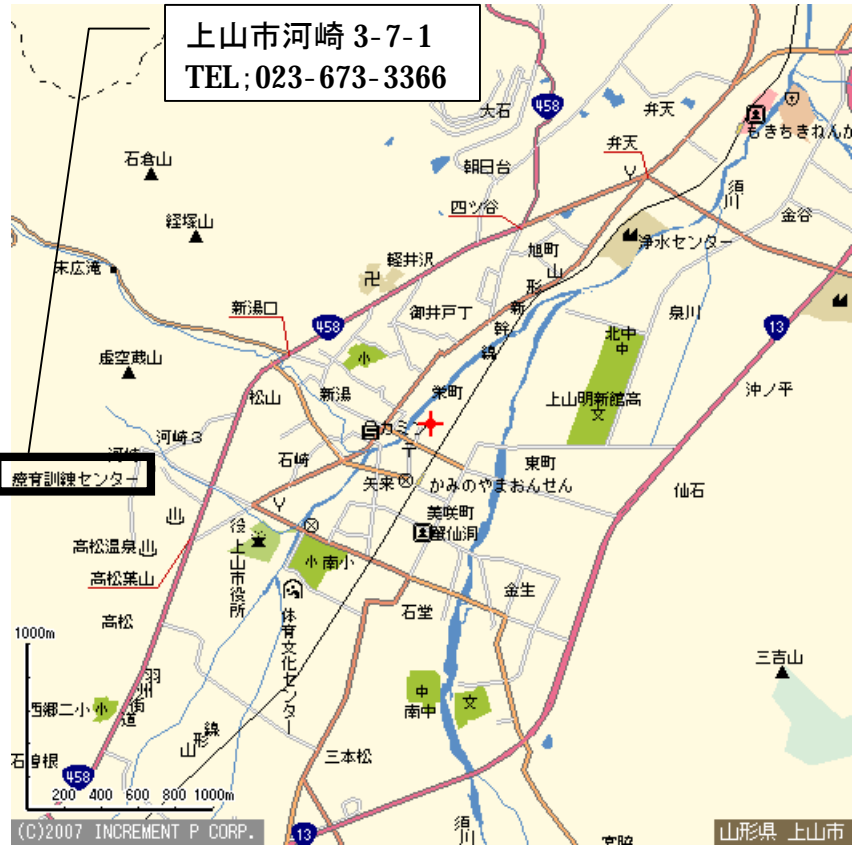 上山市河崎 3-7-1
TEL;023-673-3366
458
大石
弁天
もきちきねんか
弁天
石倉山
朝日台
須川
金谷
四ツ谷
経塚山
旭町
浄水センター
末広滝
軽井沢
山形新幹線
新湯口
458
御井戸丁
泉川
13
北中
中
虚空蔵山
小
新湯
栄町
松山
上山明新館高
文
沖ノ平
カミン
河崎3
河崎
石崎
東町
療育訓練センター
矢来
かみのやまおんせん
仙石
美咲町
蟹仙洞
高松温泉
役
上山市役所
小 南小
高松葉山
金生
石堂
高松
体育文化センター
1000m
三吉山
羽州街道
西郷二小 小
中
南中
文
山形線
三本松
石曽根
458
200 400 600 800 1000m
須川
13
宮脇
(C)2007 INCREMENT P CORP.
山形県 上山市